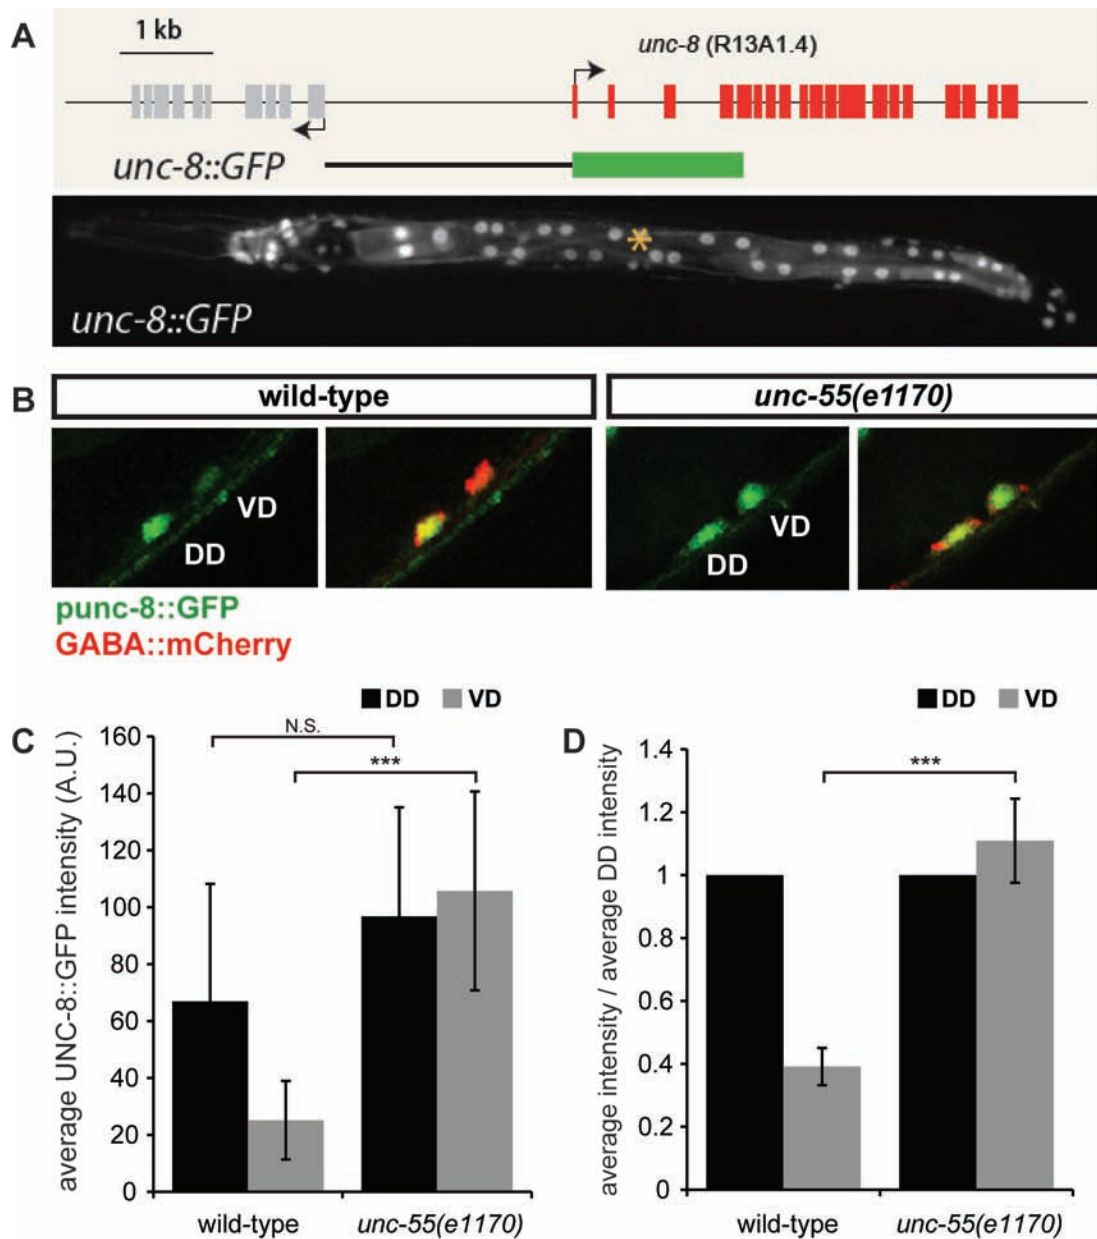 A
1 kb
unc-8 (R13A1.4)
unc-8::GFP
*
unc-8::GFP
B
wild-type
unc-55(e1170)
VD
DD
VD
DD
punc-8::GFP
GABA::mCherry
C
DD VD
N.S.
***
average UNC-8::GFP intensity (A.U.)
160
140
120
100
80
60
40
20
0
wild-type
unc-55(e1170)
D
DD VD
***
average intensity / average DD intensity
1.4
1.2
1
0.8
0.6
0.4
0.2
0
wild-type
unc-55(e1170)